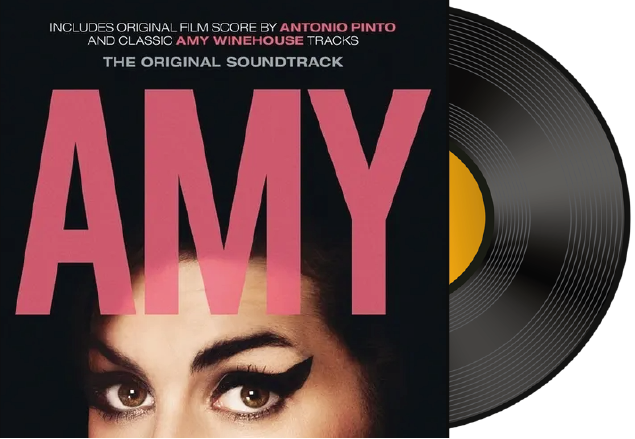 INCLUDES ORIGINAL FILM SCORE BY ANTONIO PINTO
AND CLASSIC AMY WINEHOUSE TRACKS
THE ORIGINAL SOUNDTRACK
AMY